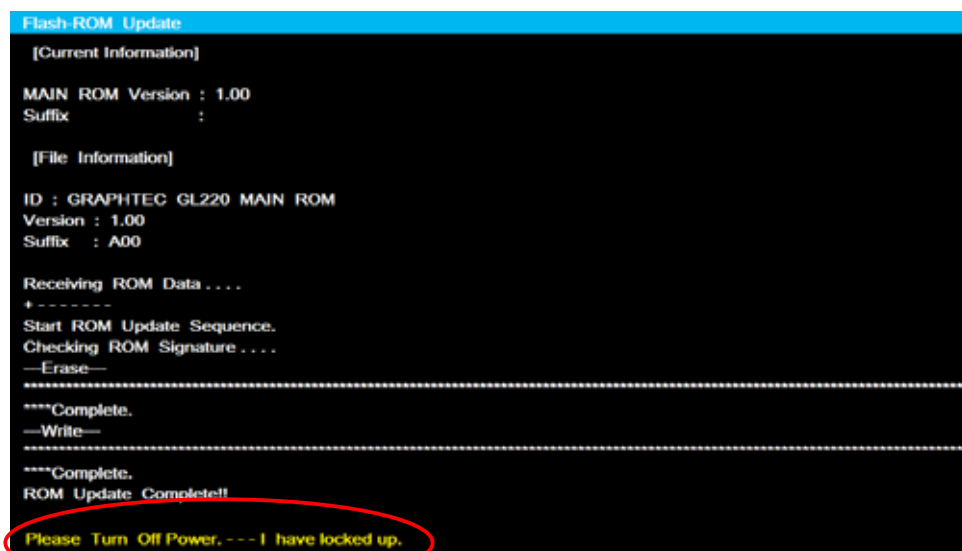 Flash-ROM Update
[Current Information]
MAIN ROM Version : 1.00
Suffix :
[File Information]
ID : GRAPHTEC GL220 MAIN ROM
Version : 1.00
Suffix : A00
Receiving ROM Data....
+-------
Start ROM Update Sequence.
Checking ROM Signature....
—Erase—
****Complete.
—Write—
****Complete.
ROM Update Complete!!
Please Turn Off Power. - - - I have locked up.